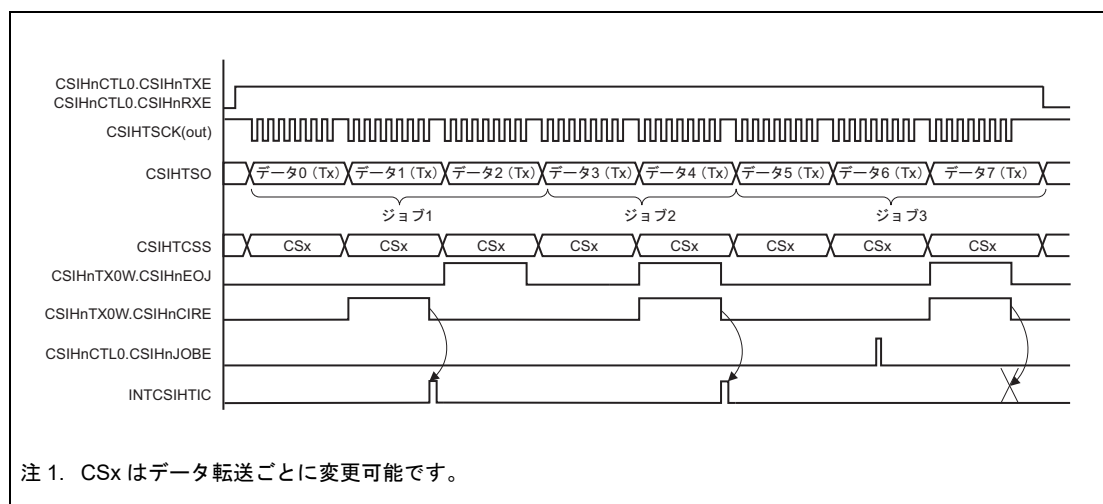 CSIHnCTL0.CSIHnTXE
CSIHnCTL0.CSIHnRXE
CSIHTSCK(out)
CSIHTSO データ0（Tx） データ1（Tx） データ2（Tx） データ3（Tx） データ4（Tx） データ5（Tx） データ6（Tx） データ7（Tx）
ジョブ1 ジョブ2 ジョブ3
CSIHTCSS CSx CSx CSx CSx CSx CSx CSx CSx
CSIHnTX0W.CSIHnEOJ
CSIHnTX0W.CSIHnCIRE
CSIHnCTL0.CSIHnJOBE
INTCSIHTIC
注 1. CSx はデータ転送ごとに変更可能です。